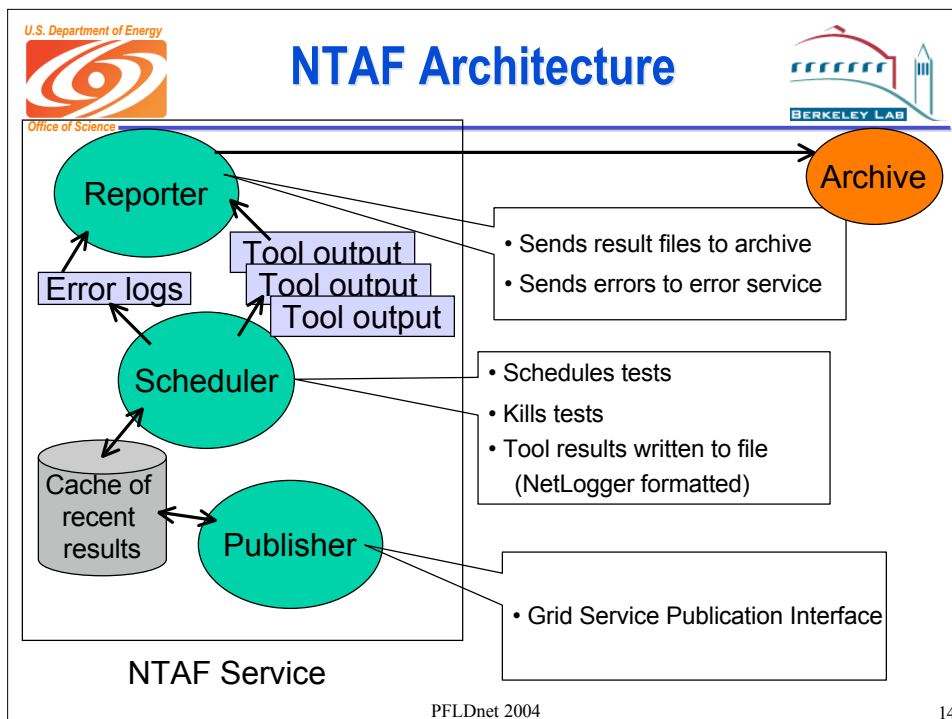 U.S. Department of Energy
Office of Science
NTAF Architecture
BERKELEY LAB
Reporter
Archive
• Sends result files to archive
• Sends errors to error service
Tool output
Tool output
Tool output
Error logs
Scheduler
• Schedules tests
• Kills tests
• Tool results written to file
(NetLogger formatted)
Cache of
recent
results
Publisher
• Grid Service Publication Interface
NTAF Service
PFLDnet 2004
14